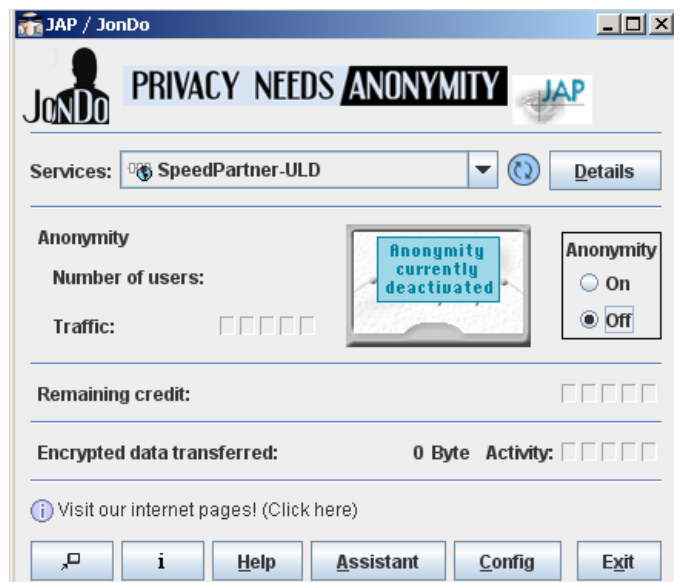 JAP / JonDo
JONDO PRIVACY NEEDS ANONYMITY JAP
Services: SpeedPartner-ULD Details
Anonymity
Number of users:
Traffic:
Anonymity
currently
deactivated
Anonymity
On
Off
Remaining credit:
Encrypted data transferred: 0 Byte Activity:
i Visit our internet pages! (Click here)
i Help Assistant Config Exit